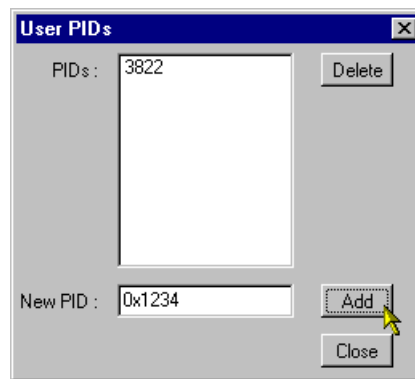 User PIDs
PIDs : 3822 Delete
New PID : 0x1234 Add
Close